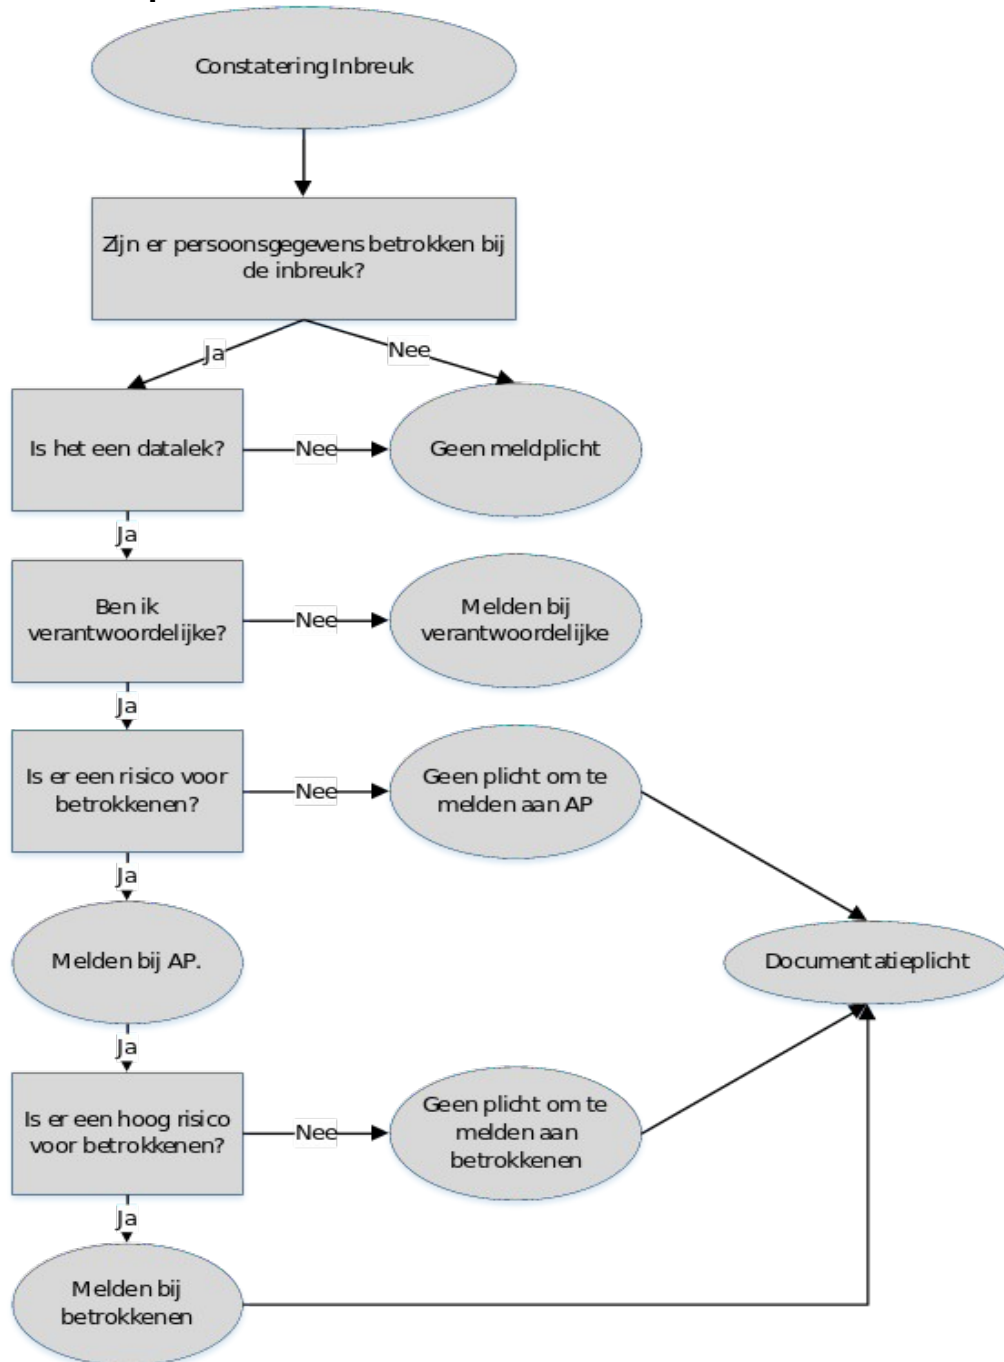 Constatering Inbreuk
Zijn er persoonsgegevens betrokken bij
de inbreuk?
Ja
Nee
Is het een datalek?
Nee
Geen meldplicht
Ja
Ben ik
verantwoordelijke?
Nee
Melden bij
verantwoordelijke
Ja
Is er een risico voor
betrokkenen?
Nee
Geen plicht om te
melden aan AP
Ja
Melden bij AP.
Documentatieplicht
Ja
Is er een hoog risico
voor betrokkenen?
Nee
Geen plicht om te
melden aan
betrokkenen
Ja
Melden bij
betrokkenen